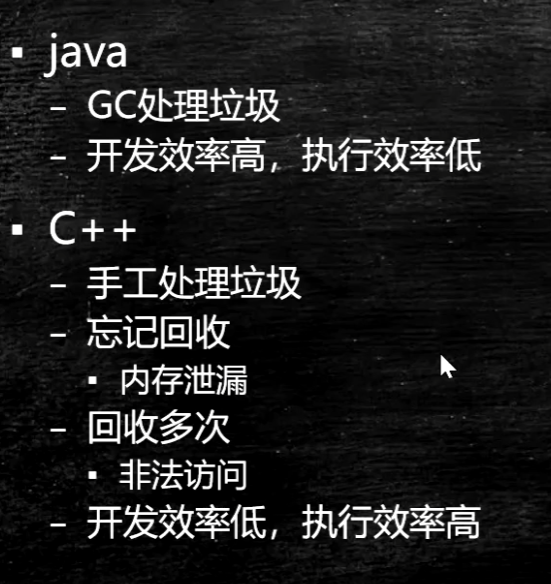 ▪ java
– GC处理垃圾
– 开发效率高，执行效率低
▪ C++
– 手工处理垃圾
– 忘记回收
▪ 内存泄漏
– 回收多次
▪ 非法访问
– 开发效率低，执行效率高